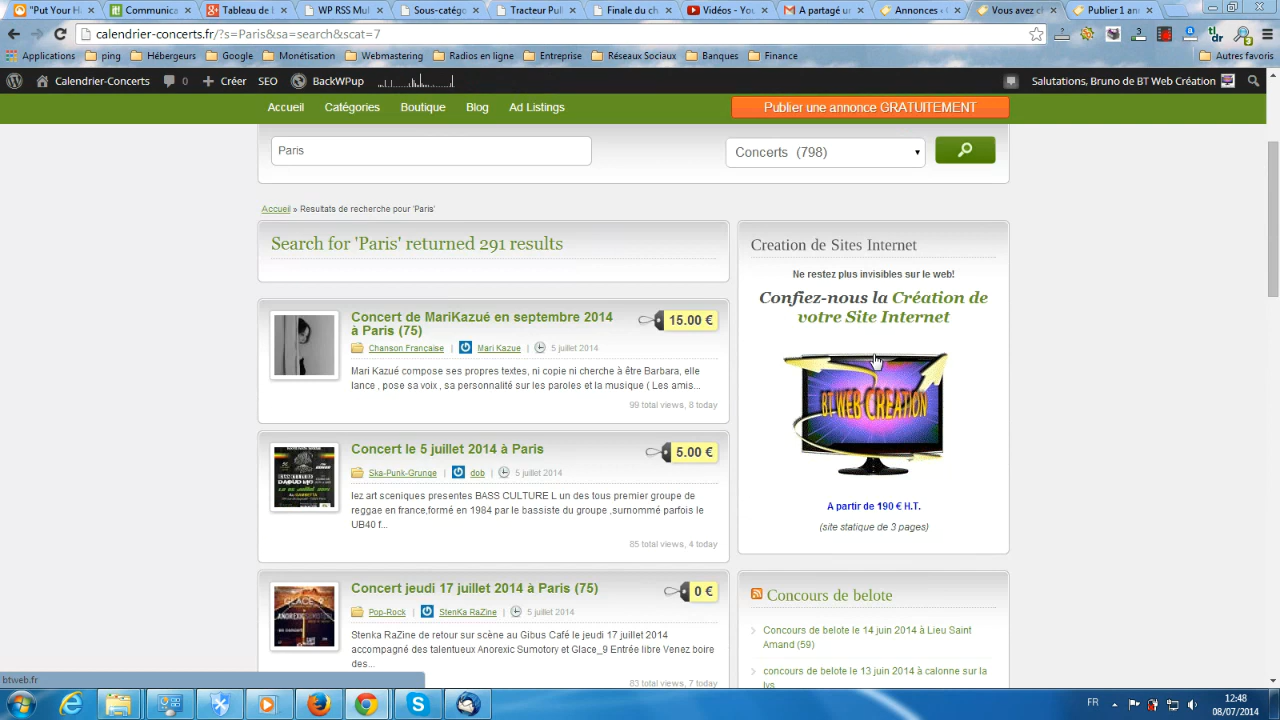 "Put Your Ha
Communica
Tableau de l
WP RSS Mul
Sous-catég
Tracteur Pul
Finale du ch
Vidéos - You
A partagé un
Annonces ‹ C
Vous avez ch
Publier 1 ann
calendrier-concerts.fr/?s=Paris&sa=search&scat=7
Applications
ping
Hébergeurs
Google
Monétisation
Webmastering
Radios en ligne
Entreprise
Réseaux Sociaux
Banques
Finance
Autres favoris
Calendrier-Concerts
0
Créer
SEO
BackWPup
Salutations, Bruno de BT Web Création
Accueil
Catégories
Boutique
Blog
Ad Listings
Publier une annonce GRATUITEMENT
Paris
Concerts (798)
Accueil » Resultats de recherche pour 'Paris'
Search for 'Paris' returned 291 results
Concert de MariKazué en septembre 2014
à Paris (75)
15.00 €
Chanson Française | Mari Kazue | 5 juillet 2014
Mari Kazué compose ses propres textes, ni copie ni cherche à être Barbara, elle
lance , pose sa voix , sa personnalité sur les paroles et la musique ( Les amis...
99 total views, 8 today
Concert le 5 juillet 2014 à Paris
5.00 €
Ska-Punk-Grunge | dob | 5 juillet 2014
lez art sceniques presentes BASS CULTURE L un des tous premier groupe de
reggae en france,formé en 1984 par le bassiste du groupe ,surnommé parfois le
UB40 f...
85 total views, 4 today
Concert jeudi 17 juillet 2014 à Paris (75)
0 €
Pop-Rock | StenKa RaZine | 5 juillet 2014
Stenka RaZine de retour sur scène au Gibus Café le jeudi 17 juillet 2014
accompagné des talentueux Anorexic Sumotory et Glace_9 Entrée libre Venez boire
des...
83 total views, 7 today
Creation de Sites Internet
Ne restez plus invisibles sur le web!
Confiez-nous la Création de
votre Site Internet
BT WEB CREATION
A partir de 190 € H.T.
(site statique de 3 pages)
Concours de belote
Concours de belote le 14 juin 2014 à Lieu Saint
Amand (59)
concours de belote le 13 juin 2014 à calonne sur la
lys
btweb.fr
FR
12:48
08/07/2014